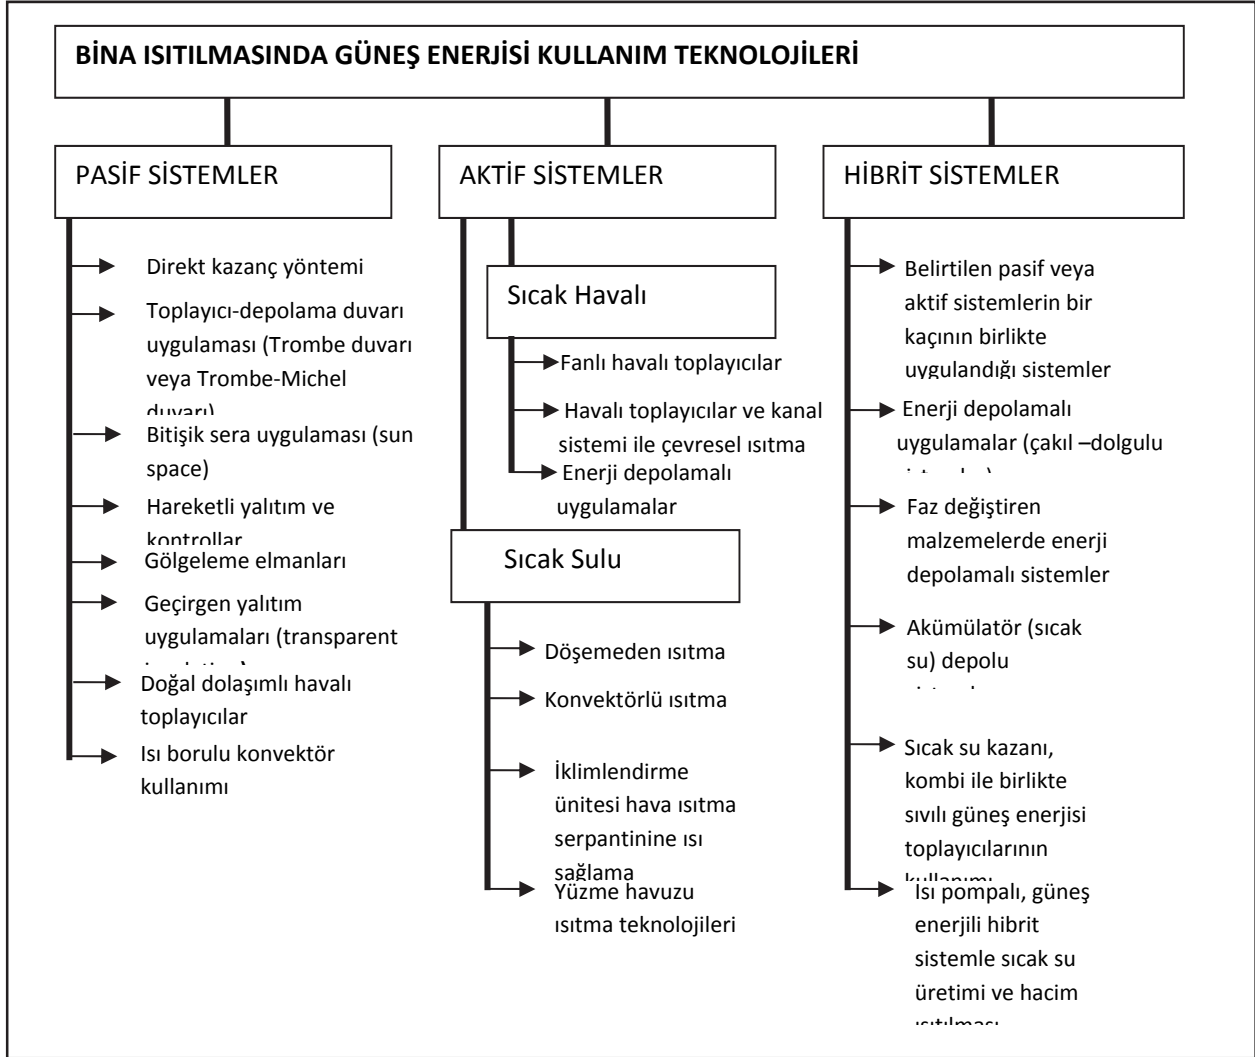 BİNA ISITILMASINDA GÜNEŞ ENERJİSİ KULLANIM TEKNOLOJİLERİ
PASİF SİSTEMLER
Direkt kazanç yöntemi
Toplayıcı-depolama duvarı
uygulaması (Trombe duvarı
veya Trombe-Michel
duvarı)
Bitişik sera uygulaması (sun
space)
Hareketli yalıtım ve
kontrollar
Gölgeleme elmanları
Geçirgen yalıtım
uygulamaları (transparent
Doğal dolaşımlı havalı
toplayıcılar
Isı borulu konvektör
kullanımı
AKTİF SİSTEMLER
Sıcak Havalı
Fanlı havalı toplayıcılar
Havalı toplayıcılar ve kanal
sistemi ile çevresel ısıtma
Enerji depolamalı
uygulamalar
Sıcak Sulu
Döşemeden ısıtma
Konvektörlü ısıtma
İklimlendirme
ünitesi hava ısıtma
serpantinine ısı
sağlama
Yüzme havuzu
ısıtma teknolojileri
HİBRİT SİSTEMLER
Belirtilen pasif veya
aktif sistemlerin bir
kaçının birlikte
uygulandığı sistemler
Enerji depolamalı
uygulamalar (çakıl –dolgulu
Faz değiştiren
malzemelerde enerji
depolamalı sistemler
Akümülatör (sıcak
su) depolu
Sıcak su kazanı,
kombi ile birlikte
sıvılı güneş enerjisi
toplayıcılarının
kullanımı
Isı pompalı, güneş
enerjili hibrit
sistemle sıcak su
üretimi ve hacim